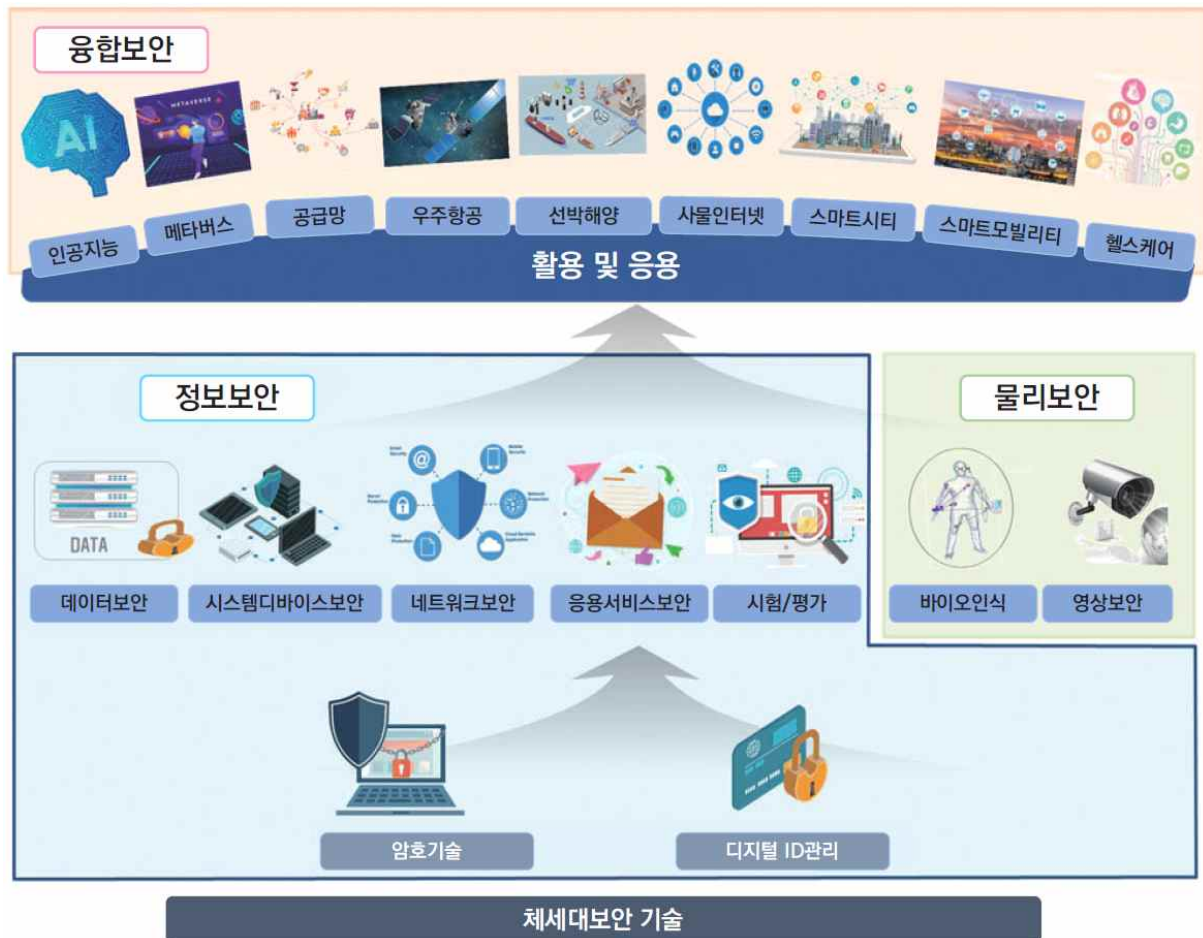 융합보안
AI
METAVERSE
인공지능
메타버스
공급망
우주항공
선박해양
사물인터넷
스마트시티
스마트모빌리티
헬스케어
활용 및 응용
정보보안
물리보안
DATA
데이터보안
시스템디바이스보안
네트워크보안
응용서비스보안
시험/평가
바이오인식
영상보안
암호기술
디지털 ID관리
체세대보안 기술